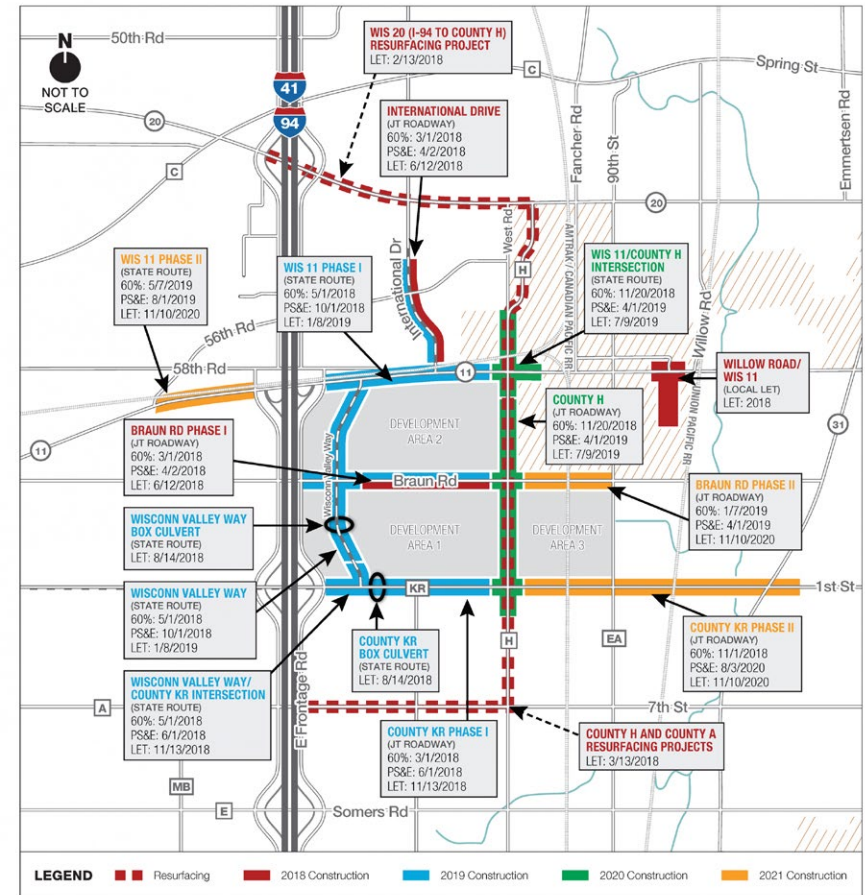 WIS 20 (I-94 TO COUNTY H)
RESURFACING PROJECT
LET: 2/13/2018
50th Rd
N
NOT TO
SCALE
41
94
C
Spring St
20
C
INTERNATIONAL DRIVE
(JT ROADWAY)
60%: 3/1/2018
PS&E: 4/2/2018
LET: 6/12/2018
Fancher Rd
90th St
Emmertsen Rd
20
West Rd
H
AMTRAK / CANADIAN PACIFIC RR
International Dr
WIS 11 PHASE II
(STATE ROUTE)
60%: 5/7/2019
PS&E: 8/1/2019
LET: 11/10/2020
WIS 11 PHASE I
(STATE ROUTE)
60%: 5/1/2018
PS&E: 10/1/2018
LET: 1/8/2019
WIS 11/COUNTY H
INTERSECTION
(STATE ROUTE)
60%: 11/20/2018
PS&E: 4/1/2019
LET: 7/9/2019
Willow Rd
56th Rd
58th Rd
11
WILLOW ROAD/
WIS 11
(LOCAL LET)
LET: 2018
UNION PACIFIC RR
31
11
DEVELOPMENT
AREA 2
COUNTY H
(JT ROADWAY)
60%: 11/20/2018
PS&E: 4/1/2019
LET: 7/9/2019
BRAUN RD PHASE I
(JT ROADWAY)
60%: 3/1/2018
PS&E: 4/2/2018
LET: 6/12/2018
Wisconn Valley Way
Braun Rd
BRAUN RD PHASE II
(JT ROADWAY)
60%: 1/7/2019
PS&E: 4/1/2019
LET: 11/10/2020
WISCONN VALLEY WAY
BOX CULVERT
(STATE ROUTE)
LET: 8/14/2018
DEVELOPMENT
AREA 1
DEVELOPMENT
AREA 3
WISCONN VALLEY WAY
(STATE ROUTE)
60%: 5/1/2018
PS&E: 10/1/2018
LET: 1/8/2019
KR
1st St
COUNTY KR
BOX CULVERT
(STATE ROUTE)
LET: 8/14/2018
H
EA
COUNTY KR PHASE II
(JT ROADWAY)
60%: 11/1/2018
PS&E: 8/3/2020
LET: 11/10/2020
WISCONN VALLEY WAY/
COUNTY KR INTERSECTION
(STATE ROUTE)
60%: 5/1/2018
PS&E: 6/1/2018
LET: 11/13/2018
E Frontage Rd
A
7th St
COUNTY KR PHASE I
(JT ROADWAY)
60%: 3/1/2018
PS&E: 6/1/2018
LET: 11/13/2018
COUNTY H AND COUNTY A
RESURFACING PROJECTS
LET: 3/13/2018
MB
E
Somers Rd
LEGEND Resurfacing 2018 Construction 2019 Construction 2020 Construction 2021 Construction